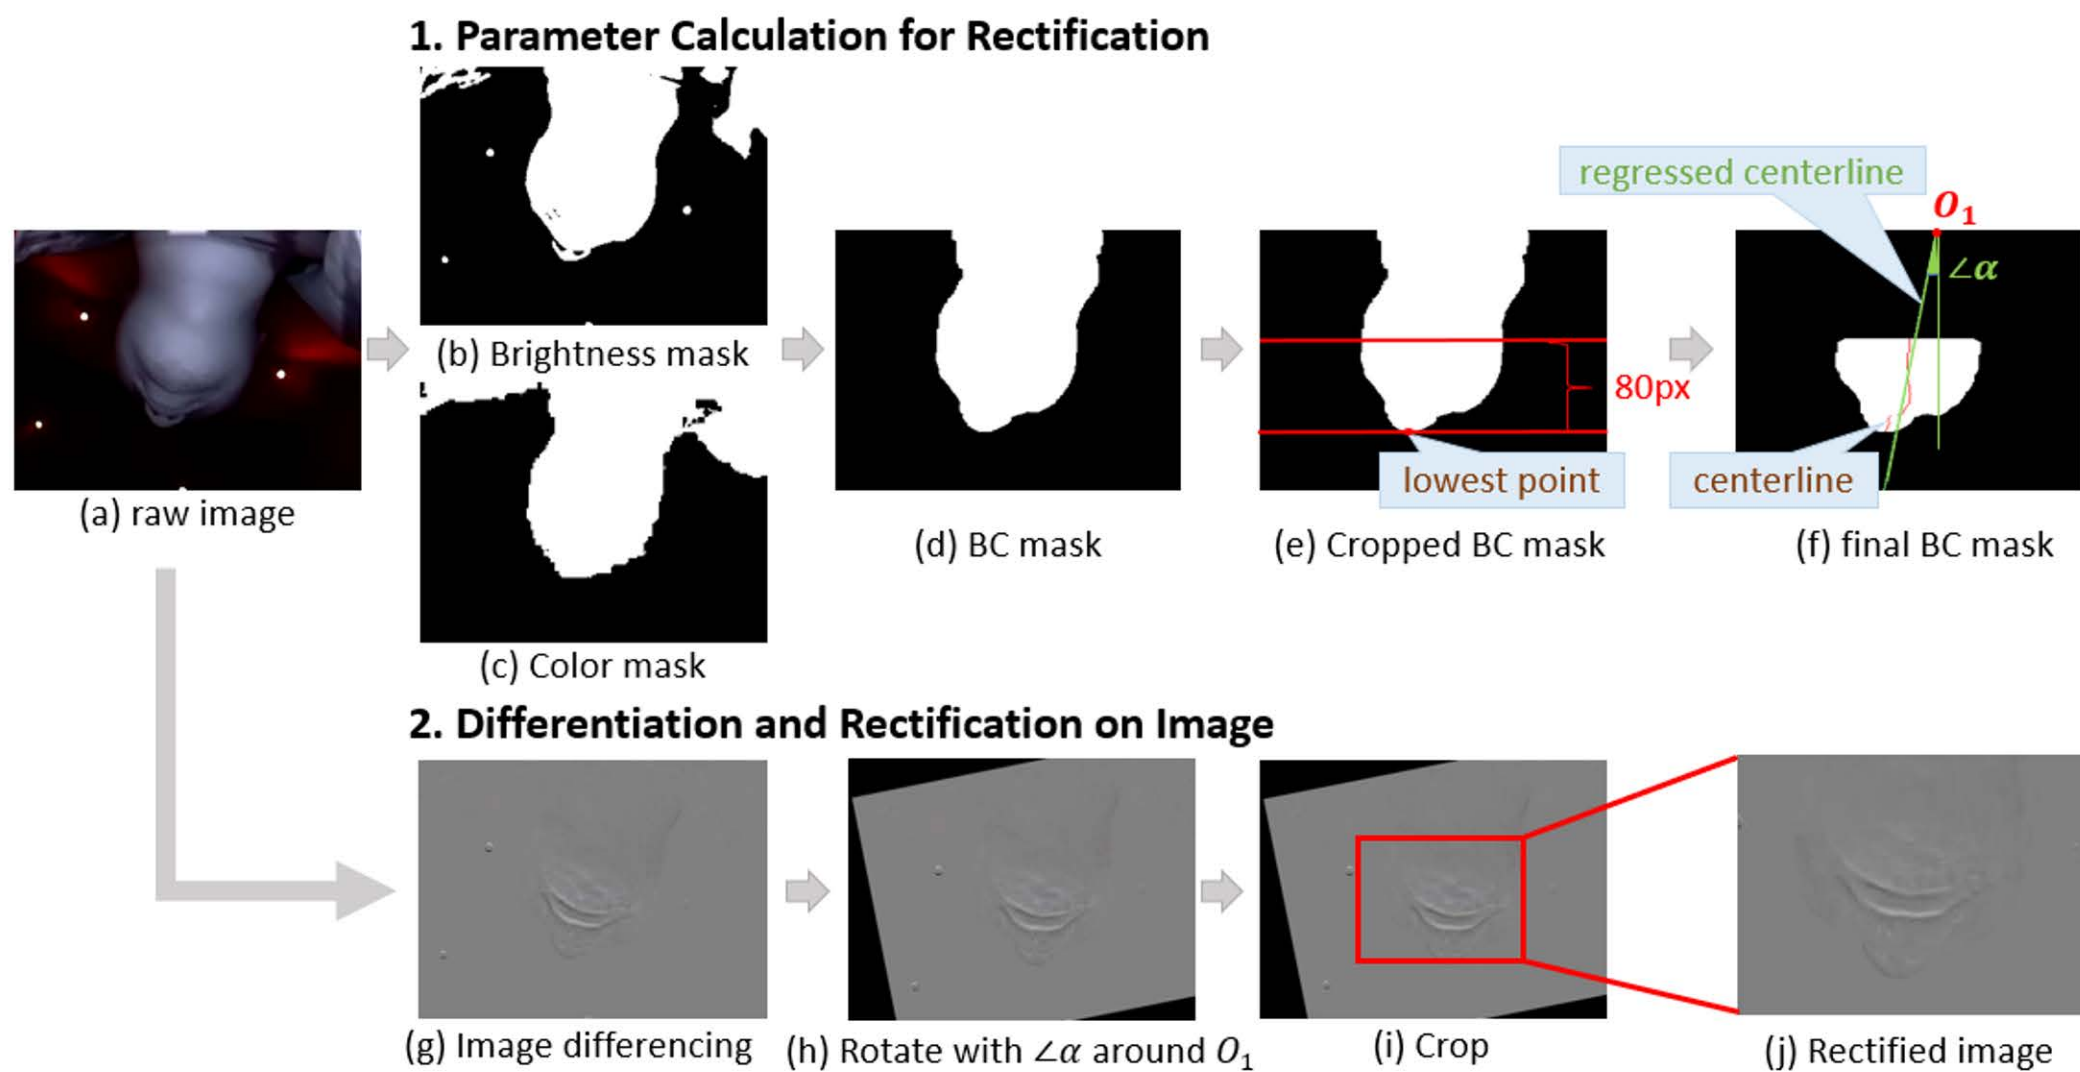 1. Parameter Calculation for Rectification
(a) raw image
(b) Brightness mask
(c) Color mask
(d) BC mask
80px
lowest point
(e) Cropped BC mask
regressed centerline
O₁
∠α
centerline
(f) final BC mask
2. Differentiation and Rectification on Image
(g) Image differencing
(h) Rotate with ∠α around O₁
(i) Crop
(j) Rectified image